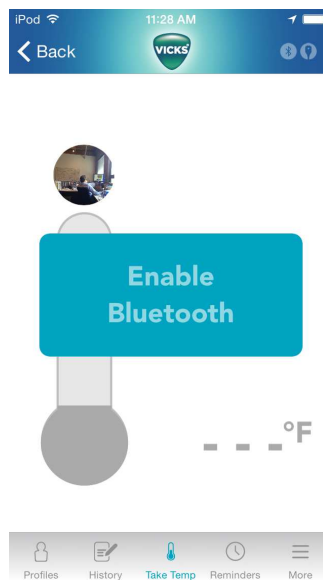 iPod 11:28 AM
Back VICKS
Enable
Bluetooth
_ _ _°F
Profiles History Take Temp Reminders More